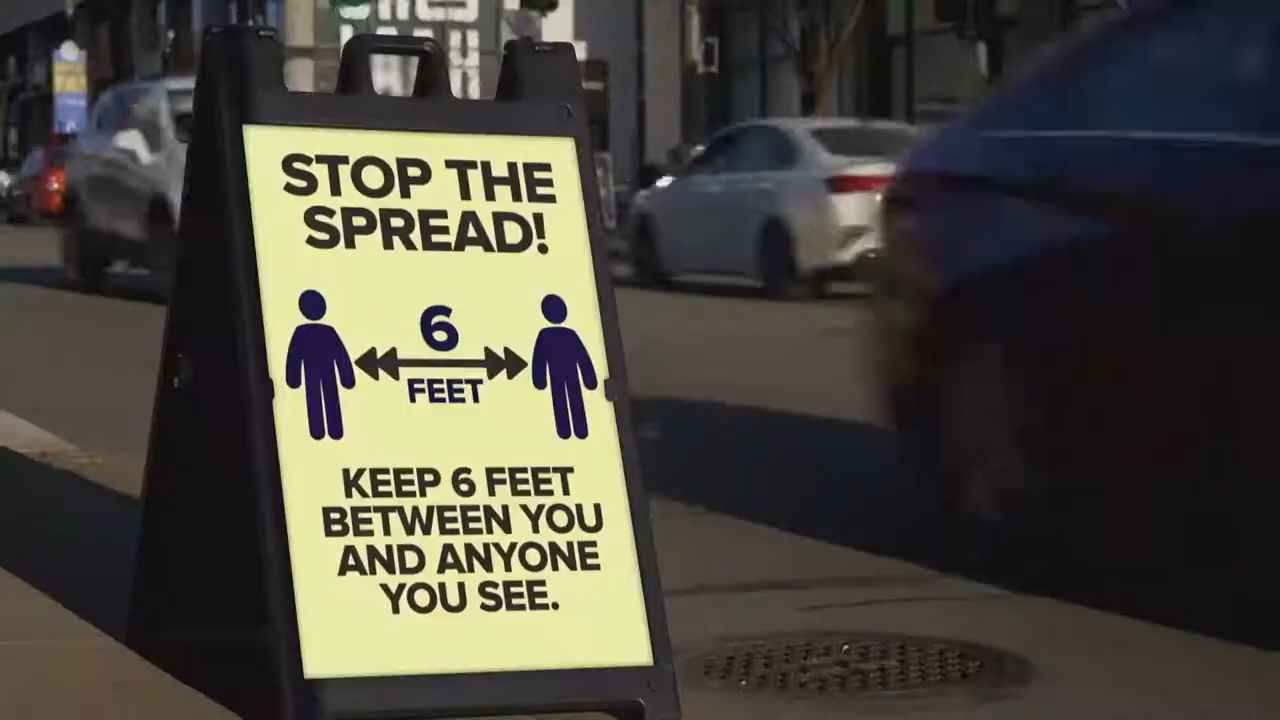 STOP THE
SPREAD!
6
FEET
KEEP 6 FEET
BETWEEN YOU
AND ANYONE
YOU SEE.